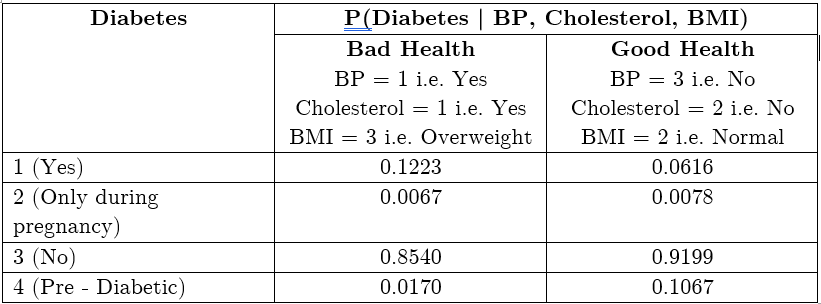 Diabetes P(Diabetes | BP, Cholesterol, BMI)
Bad Health Good Health
BP = 1 i.e. Yes BP = 3 i.e. No
Cholesterol = 1 i.e. Yes Cholesterol = 2 i.e. No
BMI = 3 i.e. Overweight BMI = 2 i.e. Normal
1 (Yes) 0.1223 0.0616
2 (Only during 0.0067 0.0078
pregnancy)
3 (No) 0.8540 0.9199
4 (Pre - Diabetic) 0.0170 0.1067